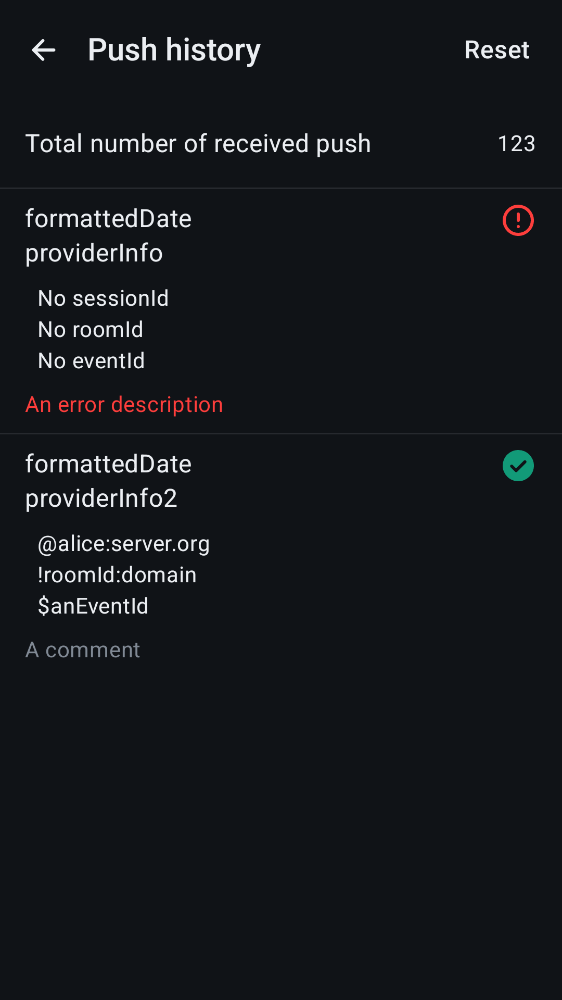 Push history
Reset
Total number of received push
123
formattedDate
providerInfo
No sessionId
No roomId
No eventId
An error description
formattedDate
providerInfo2
@alice:server.org
!roomId:domain
$anEventId
A comment